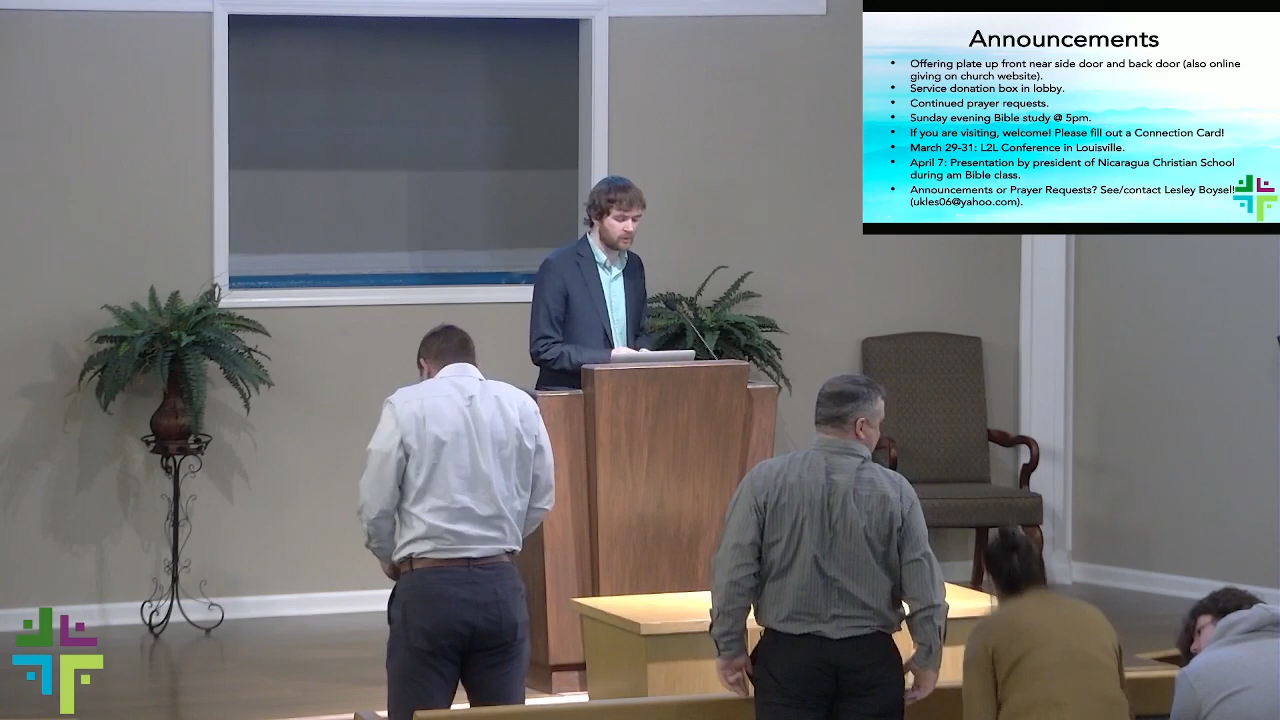 Announcements
• Offering plate up front near side door and back door (also online
giving on church website).
• Service donation box in lobby.
• Continued prayer requests.
• Sunday evening Bible study @ 5pm.
• If you are visiting, welcome! Please fill out a Connection Card!
• March 29-31: L2L Conference in Louisville.
• April 7: Presentation by president of Nicaragua Christian School
during am Bible class.
• Announcements or Prayer Requests? See/contact Lesley Boysel!
(ukles06@yahoo.com).